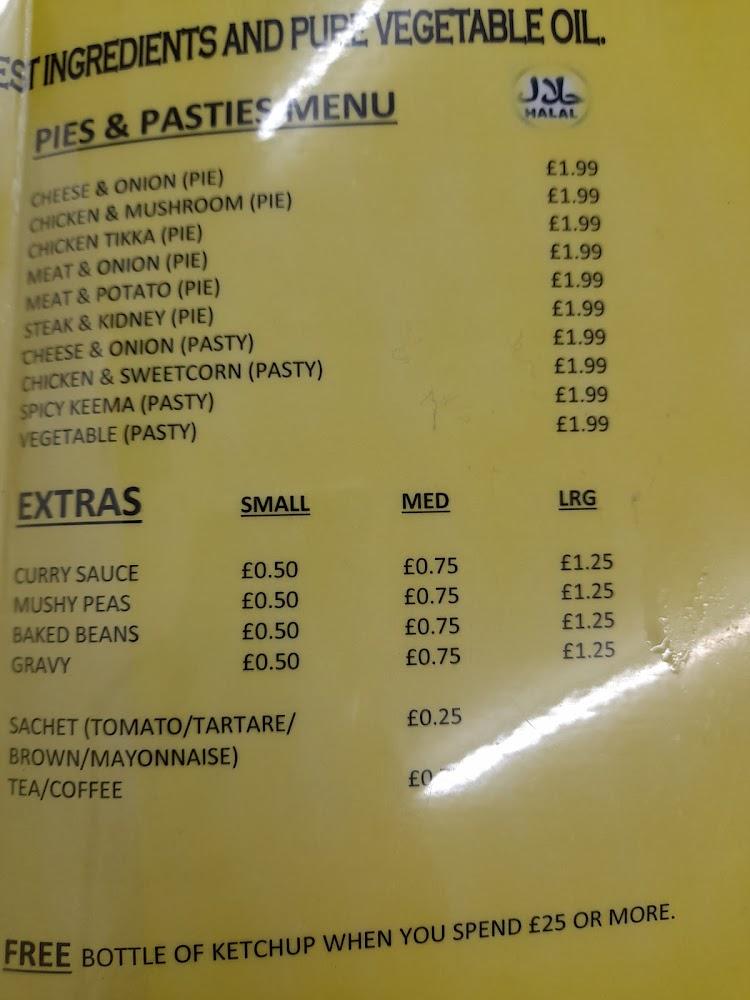 INGREDIENTS AND PURE VEGETABLE OIL.
PIES & PASTIES MENU
حلال
HALAL
CHEESE & ONION (PIE) £1.99
CHICKEN & MUSHROOM (PIE) £1.99
CHICKEN TIKKA (PIE) £1.99
MEAT & ONION (PIE) £1.99
MEAT & POTATO (PIE) £1.99
STEAK & KIDNEY (PIE) £1.99
CHEESE & ONION (PASTY) £1.99
CHICKEN & SWEETCORN (PASTY) £1.99
SPICY KEEMA (PASTY) £1.99
VEGETABLE (PASTY) £1.99
EXTRAS SMALL MED LRG
CURRY SAUCE £0.50 £0.75 £1.25
MUSHY PEAS £0.50 £0.75 £1.25
BAKED BEANS £0.50 £0.75 £1.25
GRAVY £0.50 £0.75 £1.25
SACHET (TOMATO/TARTARE/ £0.25
BROWN/MAYONNAISE)
TEA/COFFEE
FREE BOTTLE OF KETCHUP WHEN YOU SPEND £25 OR MORE.